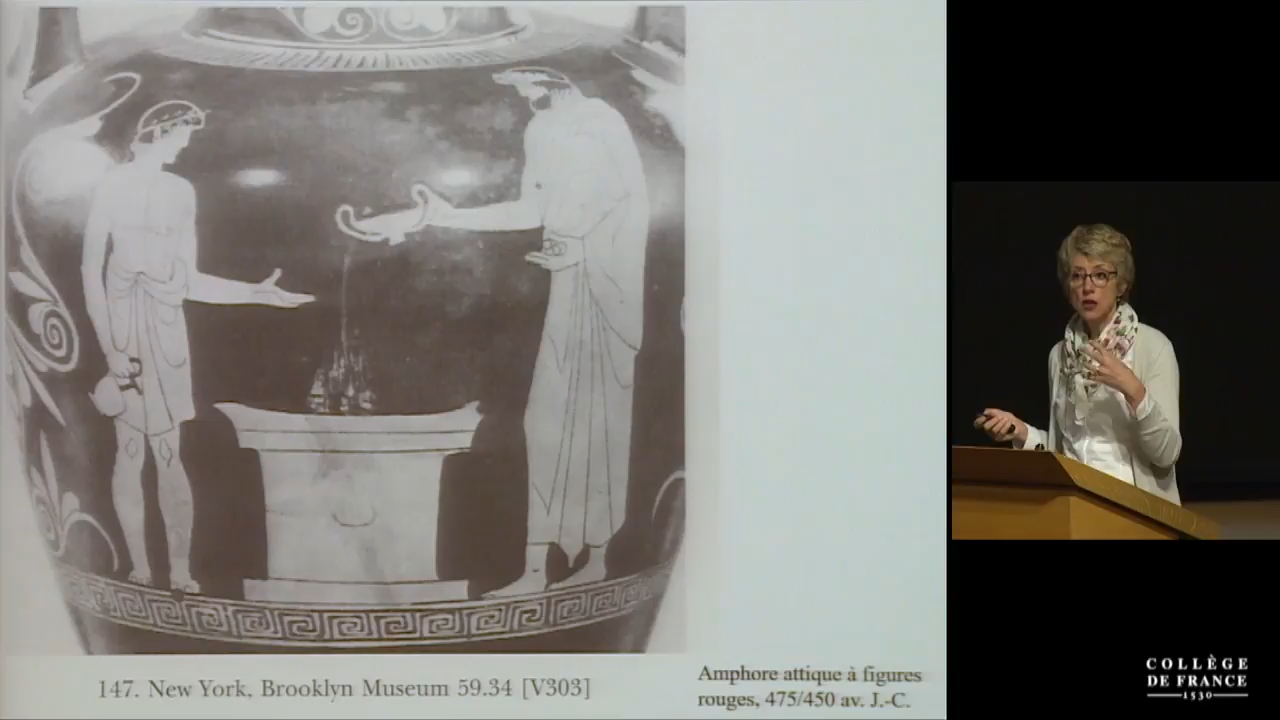 147. New York, Brooklyn Museum 59.34 [V303]
Amphore attique à figures
rouges, 475/450 av. J.-C.
COLLÈGE
DE FRANCE
1530